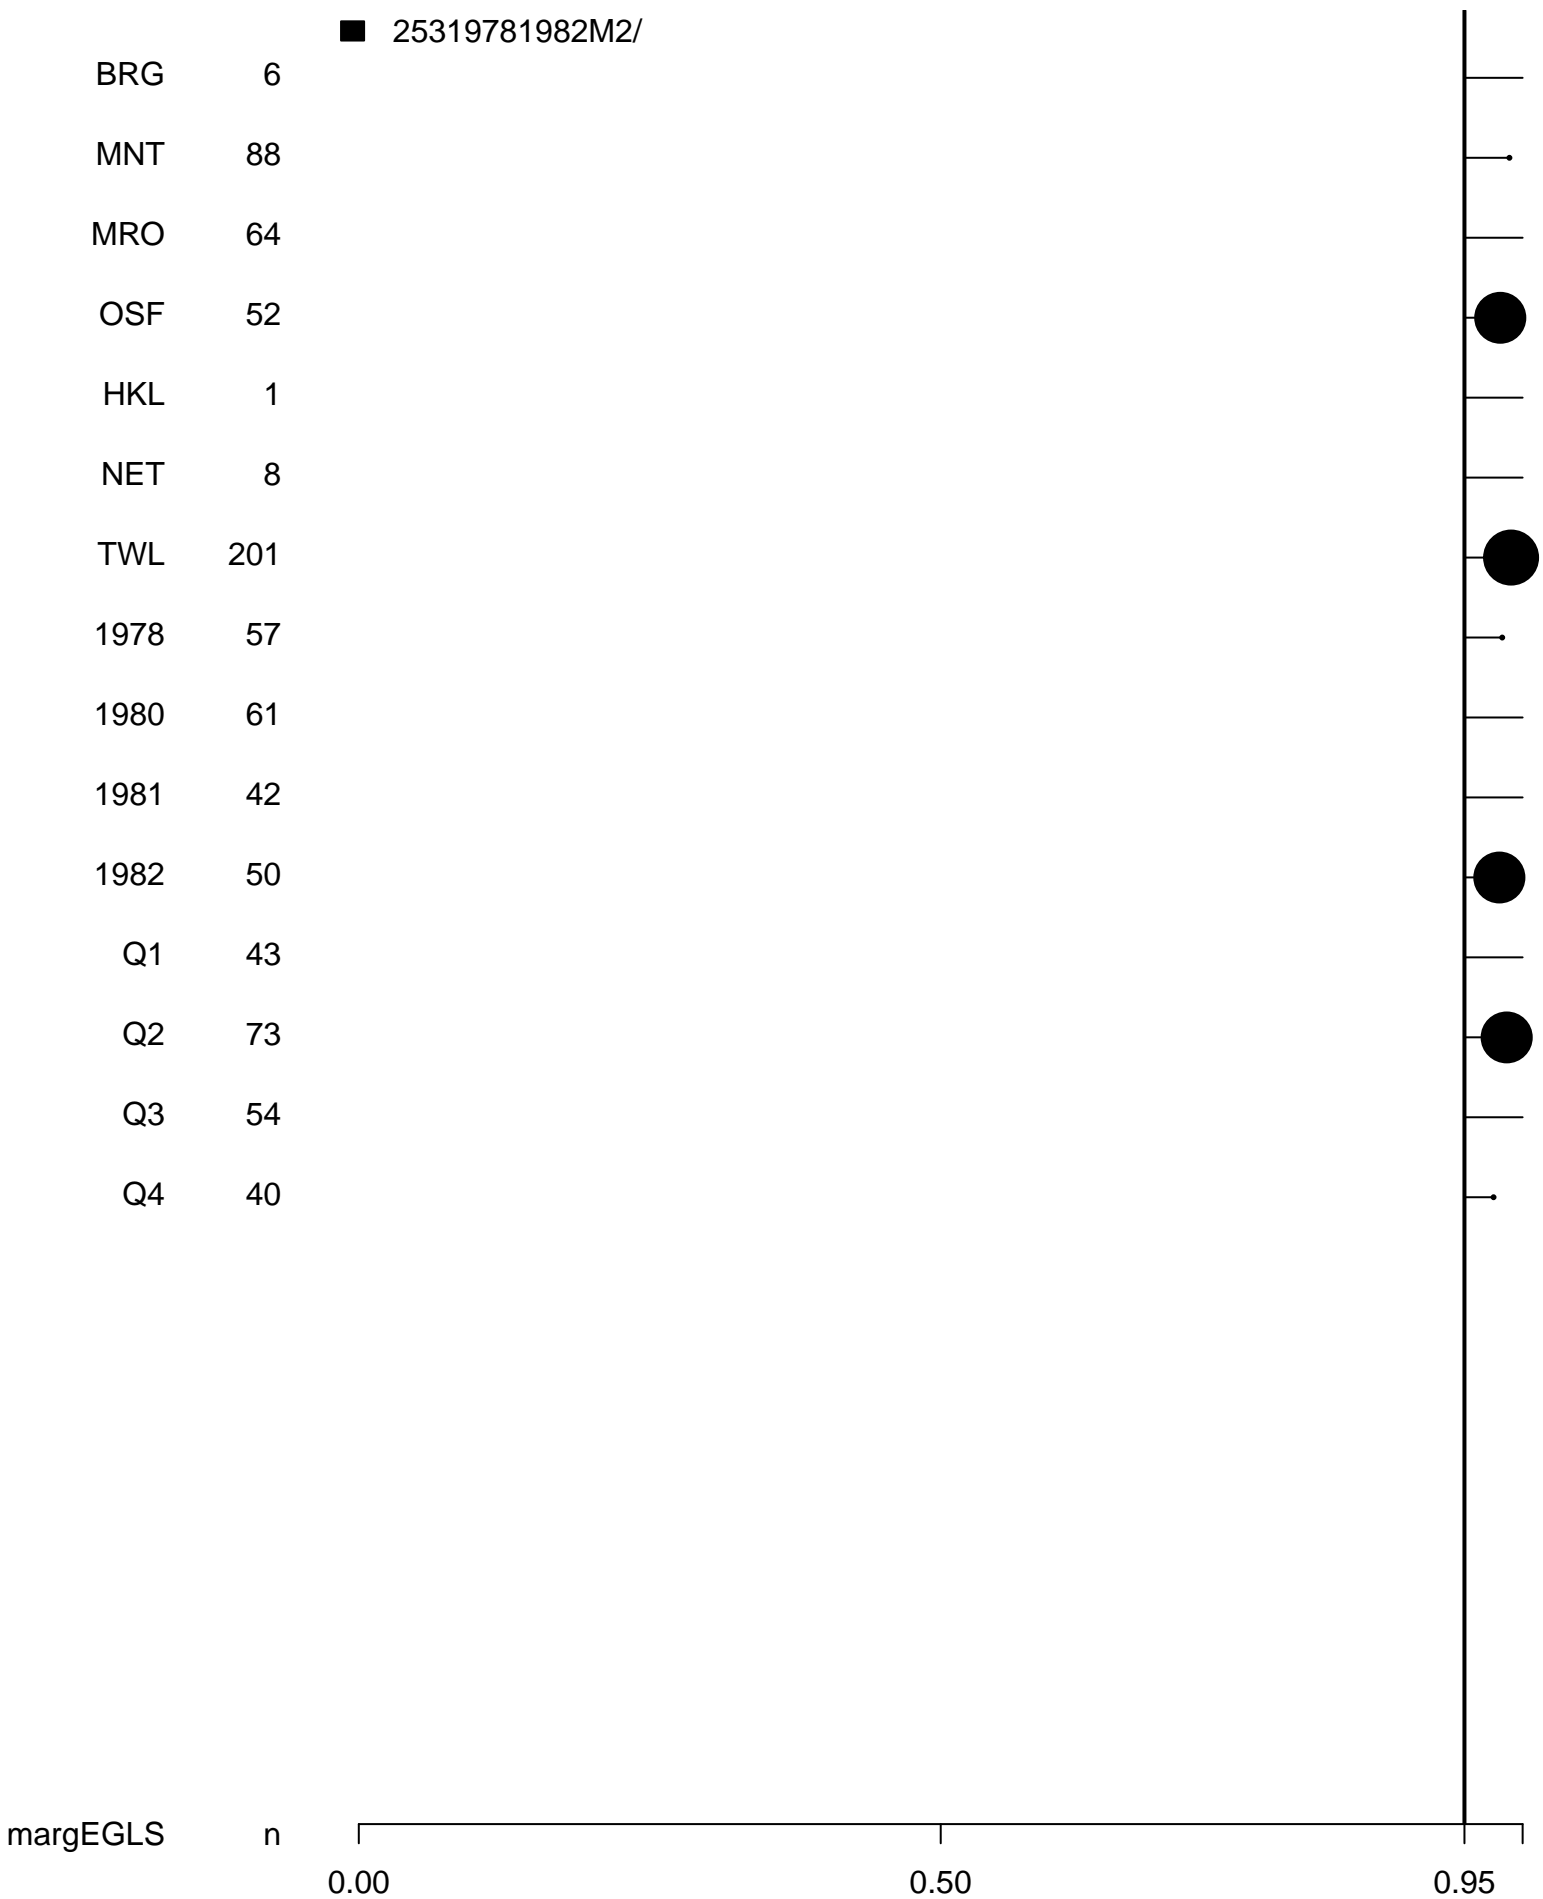 25319781982M2/
BRG 6
MNT 88
MRO 64
OSF 52
HKL 1
NET 8
TWL 201
1978 57
1980 61
1981 42
1982 50
Q1 43
Q2 73
Q3 54
Q4 40
margEGLS n
0.00 0.50 0.95